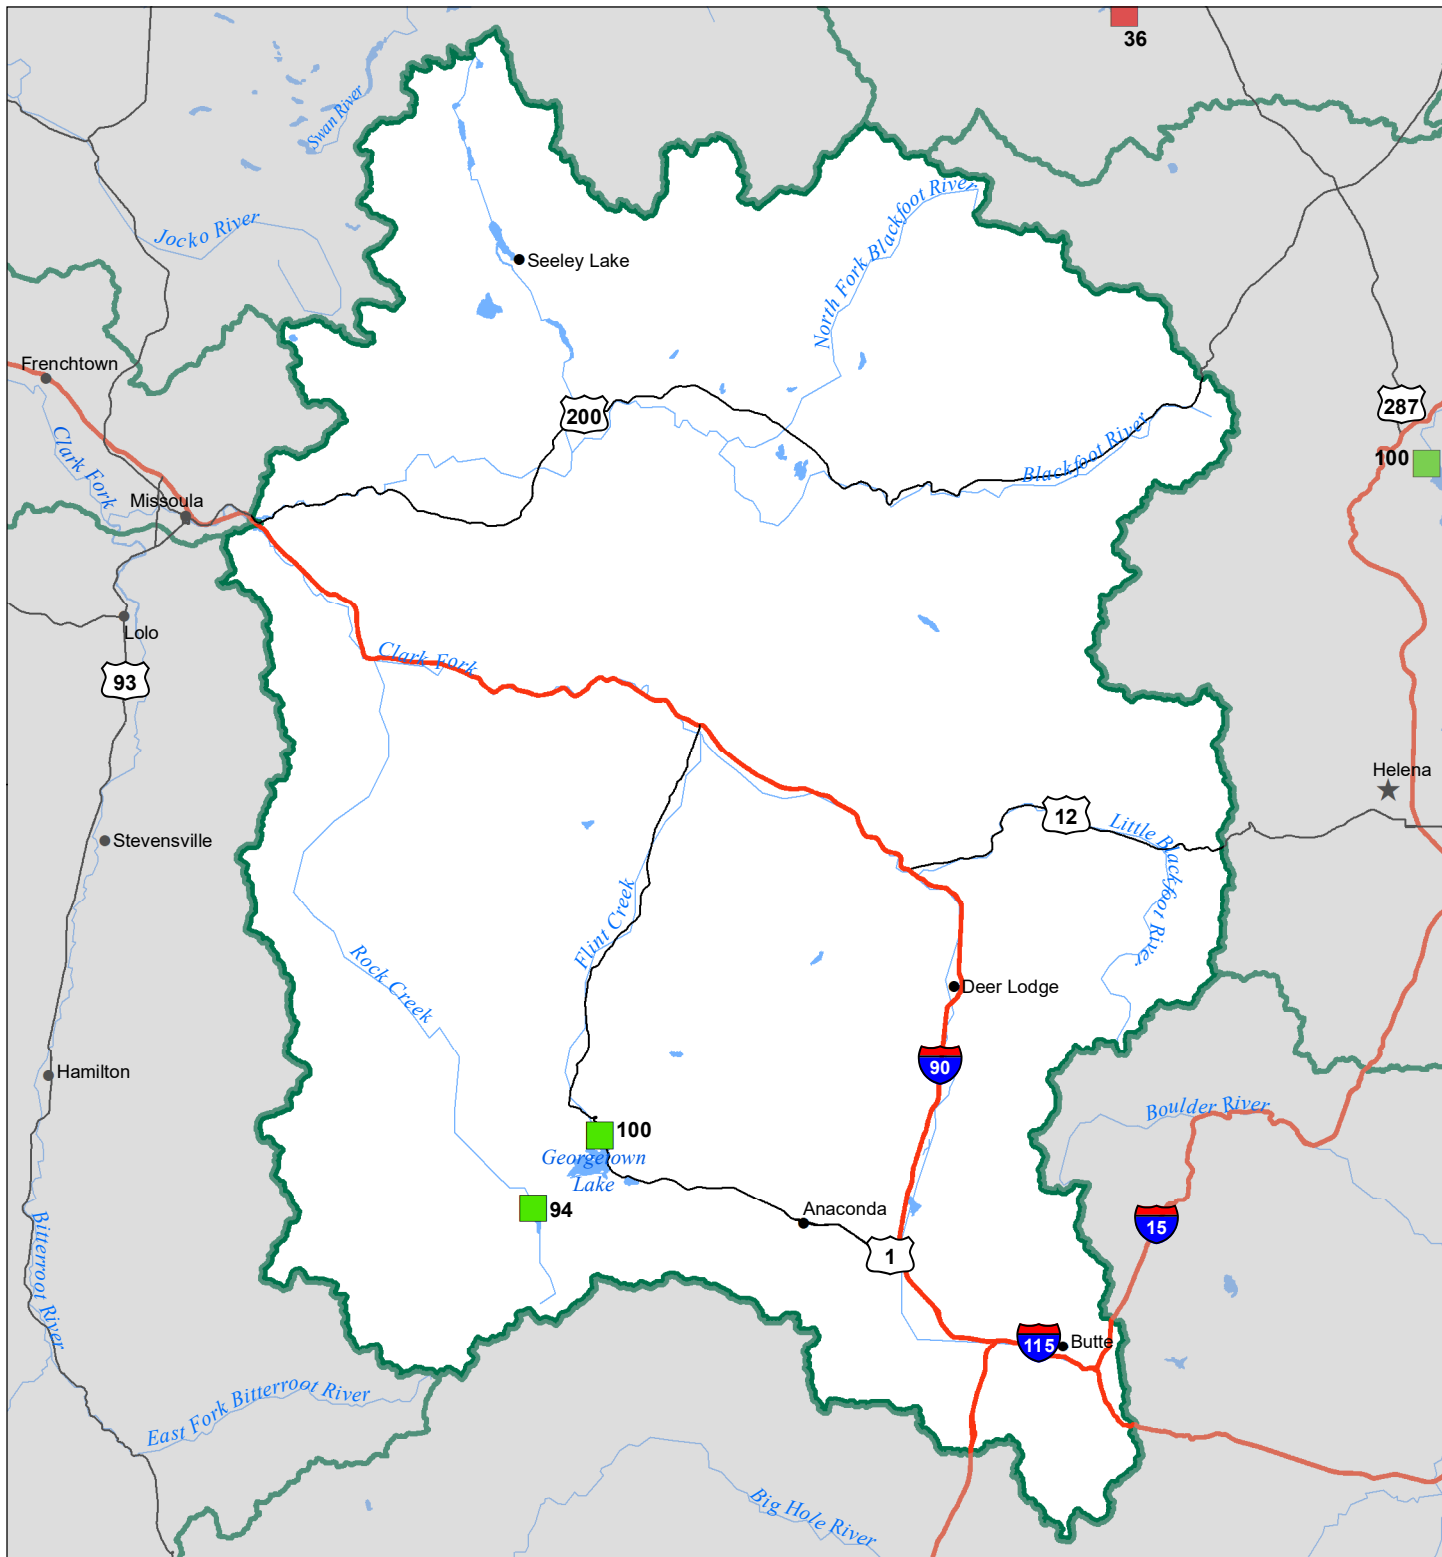 36
Swan River
Jocko River
North Fork Blackfoot River
Seeley Lake
Frenchtown
200
287
Clark Fork
100
Blackfoot River
Missoula
Lolo
Clark Fork
93
Helena
12
Little Blackfoot River
Stevensville
Flint Creek
Rock Creek
Deer Lodge
90
Hamilton
Boulder River
100
Georgetown
Lake
94
Anaconda
15
1
Bitterroot River
115
Butte
East Fork Bitterroot River
Big Hole River